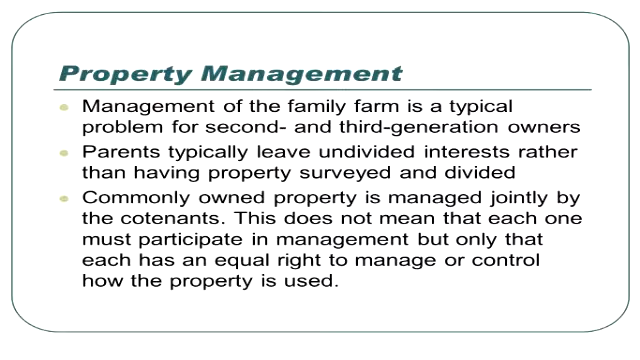 Property Management
Management of the family farm is a typical
problem for second- and third-generation owners
Parents typically leave undivided interests rather
than having property surveyed and divided
Commonly owned property is managed jointly by
the cotenants. This does not mean that each one
must participate in management but only that
each has an equal right to manage or control
how the property is used.